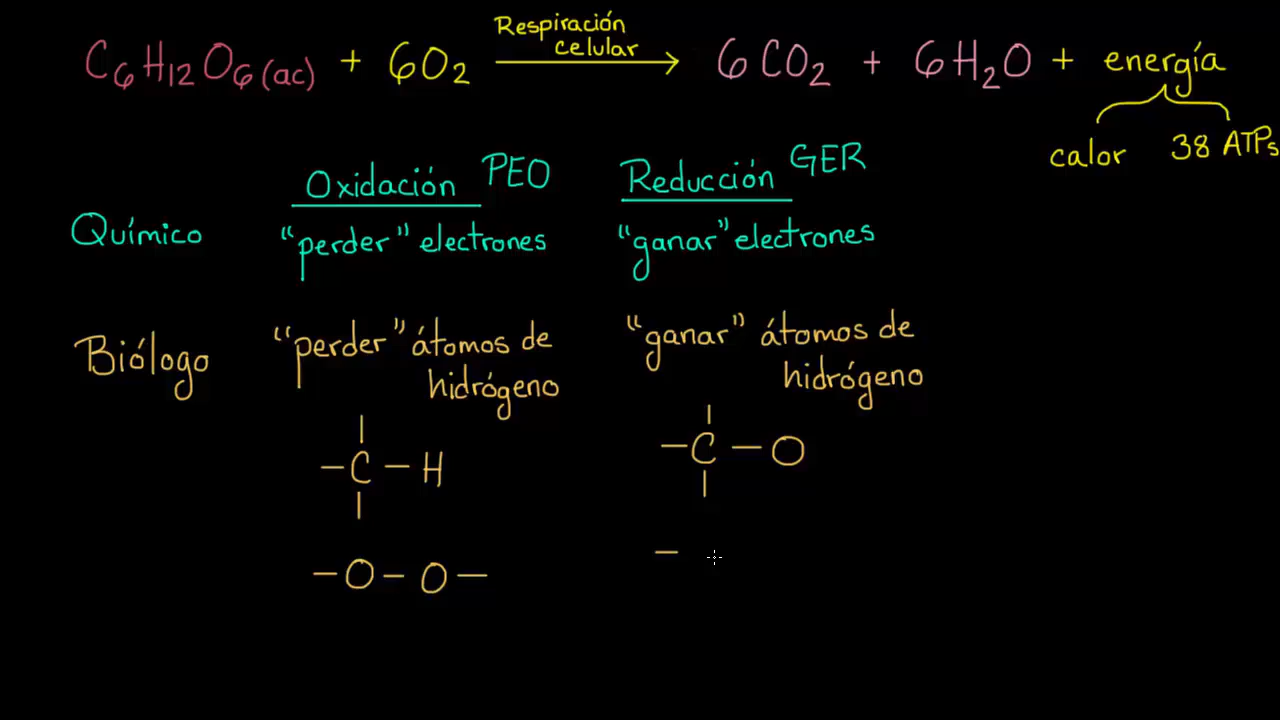 C6H12O6(ac) + 6O2 Respiración celular → 6CO2 + 6H2O + energía
calor 38 ATPs
Oxidación PEO Reducción GER
Químico "perder" electrones "ganar" electrones
Biólogo "perder" átomos de hidrógeno "ganar" átomos de hidrógeno
– C – H – C – O
– O – O – –